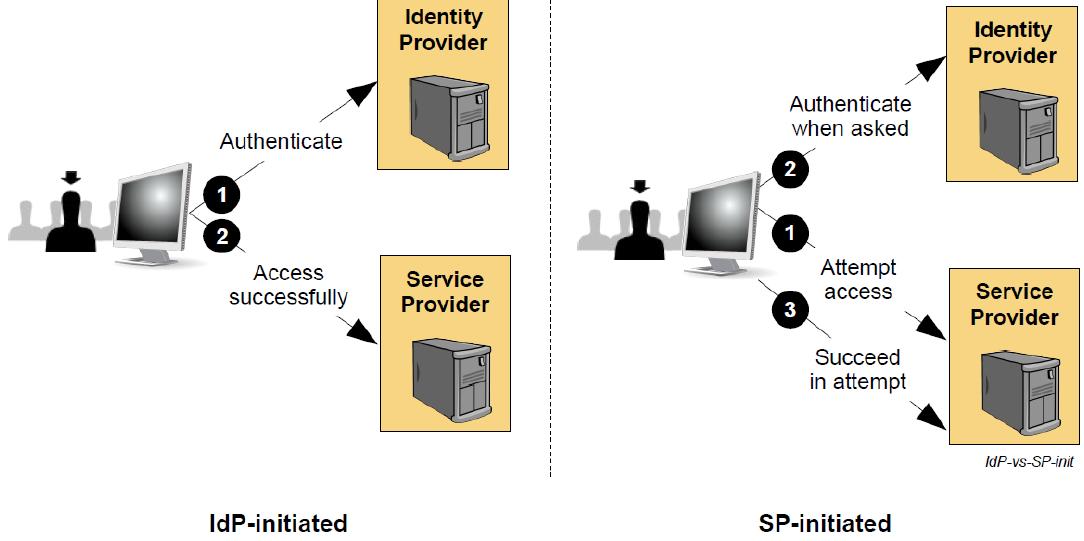 Identity
Provider
Authenticate
1
2
Access
successfully
Service
Provider
IdP-initiated
Identity
Provider
Authenticate
when asked
2
1
Attempt
access
3
Succeed
in attempt
Service
Provider
IdP-vs-SP-init
SP-initiated